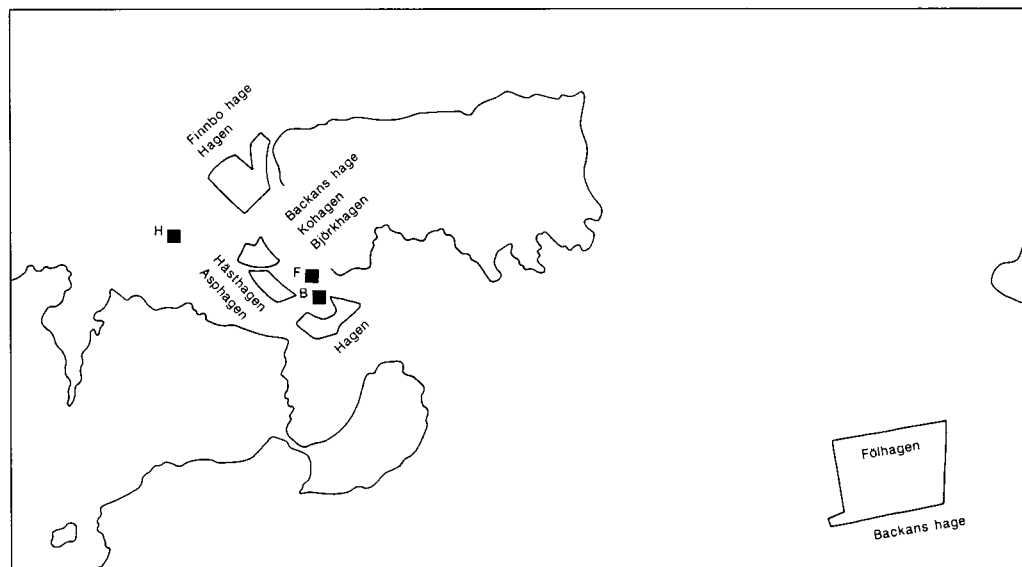 Finnbo hage
Hagen
Backans hage
Kohagen
Björkhagen
H
F
B
Hästhagen
Asphagen
Hagen
Fölhagen
Backans hage